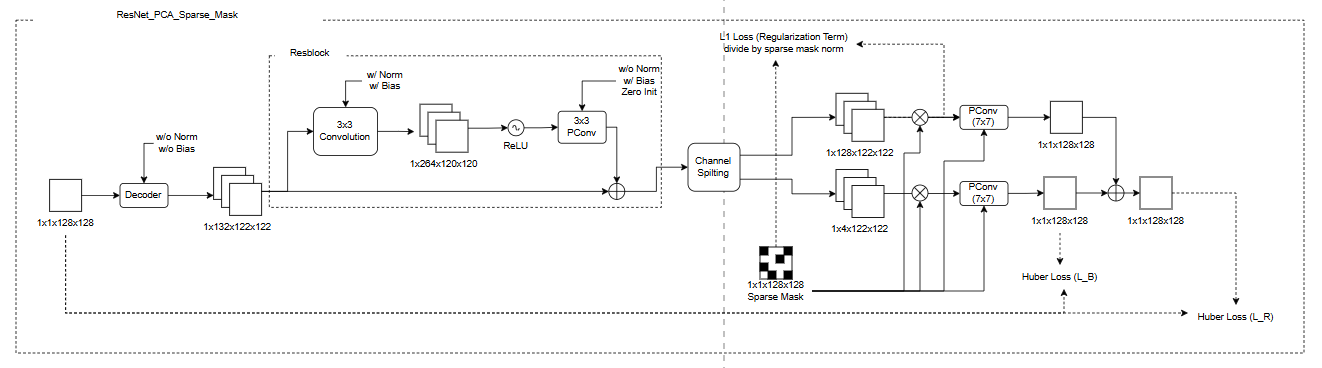 ResNet_PCA_Sparse_Mask
Resblock
w/ Norm
w/ Bias
w/o Norm
w/ Bias
Zero Init
L1 Loss (Regularization Term)
divide by sparse mask norm
w/o Norm
w/o Bias
3x3
Convolution
1x264x120x120
ReLU
3x3
PConv
1x1x128x128
Decoder
1x132x122x122
Channel
Spilting
1x128x122x122
PConv
(7x7)
1x1x128x128
1x4x122x122
PConv
(7x7)
1x1x128x128
1x1x128x128
1x1x128x128
Sparse Mask
Huber Loss (L_B)
Huber Loss (L_R)